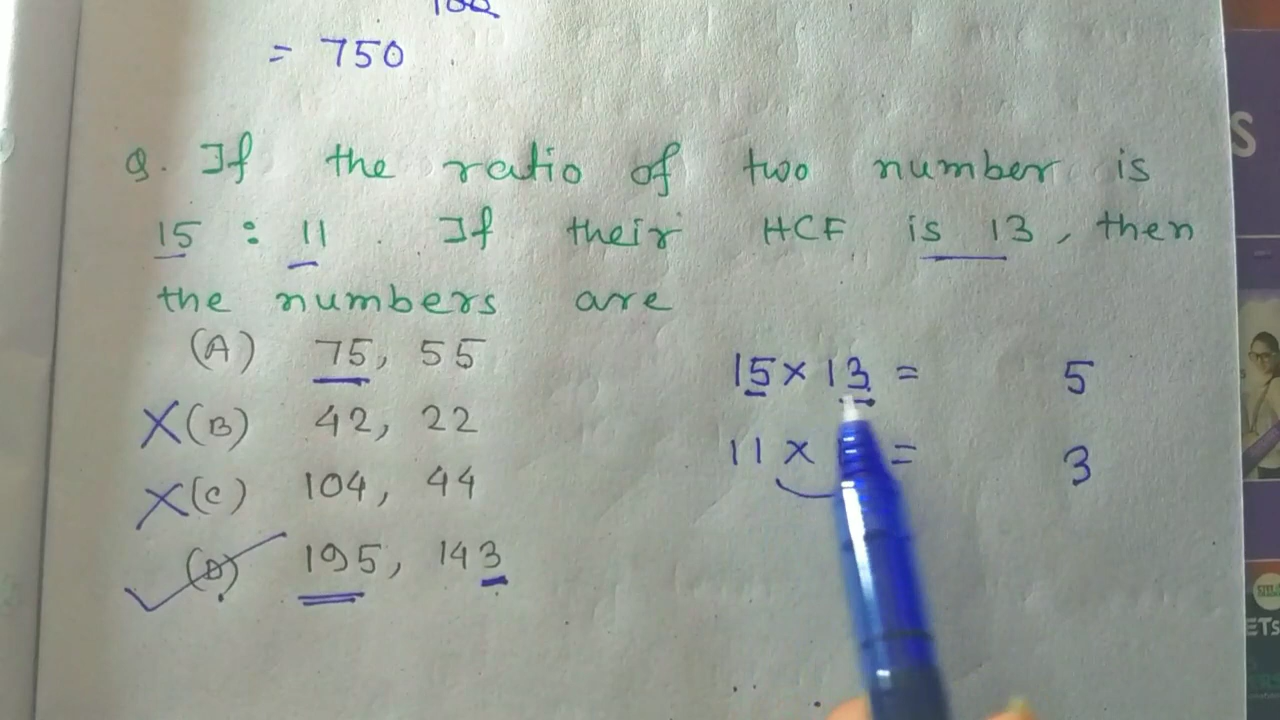 = 750
Q. If the ratio of two number is
15 : 11 . If their HCF is 13, then
the numbers are
(A) 75, 55
X(B) 42, 22
X(C) 104, 44
(D) 195, 143
15 × 13 = 5
11 × = 3
S
ETs